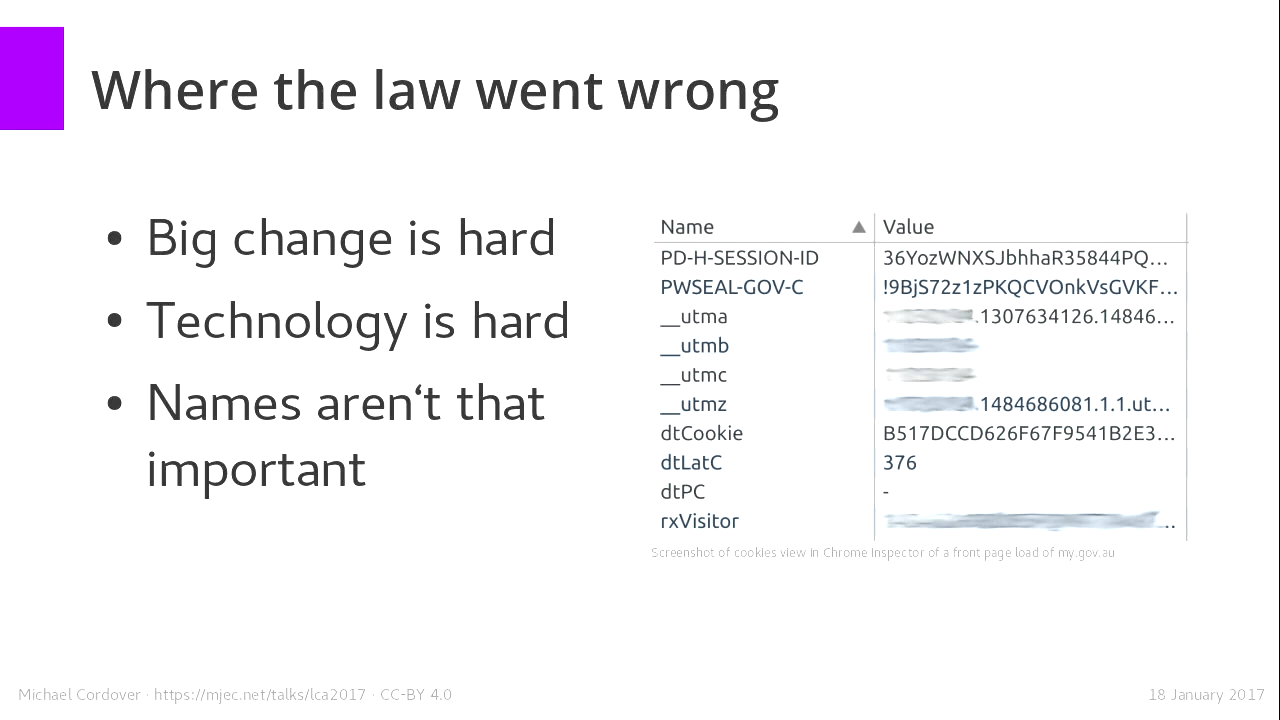 Where the law went wrong
• Big change is hard
• Technology is hard
• Names aren‘t that
important
Name ▲ Value
PD-H-SESSION-ID 36YozWNXSJbhhaR35844PQ...
PWSEAL-GOV-C !9BjS72z1zPKQCVOnkVsGVKF...
__utma .1307634126.14846...
__utmb
__utmc
__utmz .1484686081.1.1.ut...
dtCookie B517DCCD626F67F9541B2E3...
dtLatC 376
dtPC -
rxVisitor ..
Screenshot of cookies view in Chrome Inspector of a front page load of my.gov.au
Michael Cordover · https://mjec.net/talks/lca2017 · CC-BY 4.0
18 January 2017